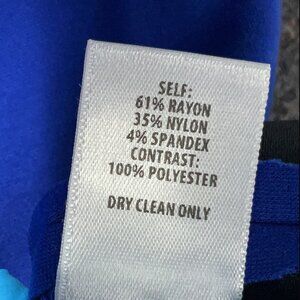 SELF:
61% RAYON
35% NYLON
4% SPANDEX
CONTRAST:
100% POLYESTER
DRY CLEAN ONLY